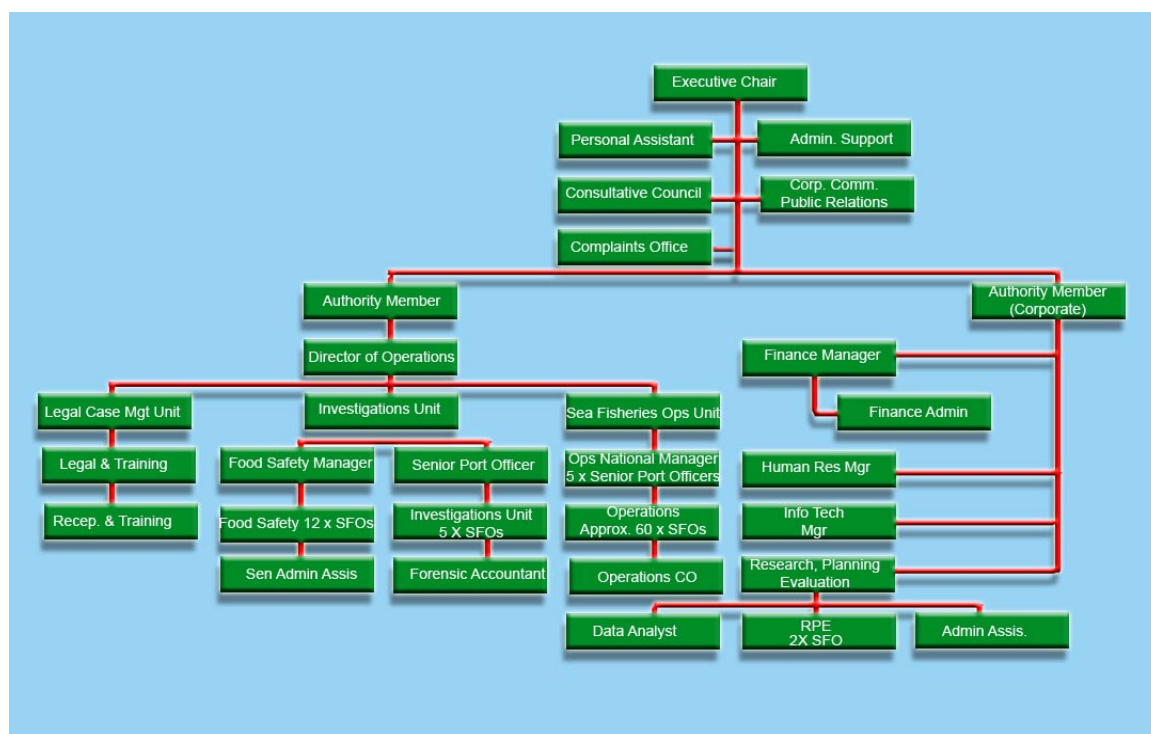 Executive Chair
Personal Assistant
Admin. Support
Consultative Council
Corp. Comm.
Public Relations
Complaints Office
Authority Member
Authority Member
(Corporate)
Director of Operations
Finance Manager
Legal Case Mgt Unit
Investigations Unit
Sea Fisheries Ops Unit
Finance Admin
Legal & Training
Food Safety Manager
Senior Port Officer
Ops National Manager
5 x Senior Port Officers
Human Res Mgr
Recep. & Training
Food Safety 12 x SFOs
Investigations Unit
5 X SFOs
Operations
Approx. 60 x SFOs
Info Tech
Mgr
Sen Admin Assis
Forensic Accountant
Operations CO
Research, Planning
Evaluation
Data Analyst
RPE
2X SFO
Admin Assis.